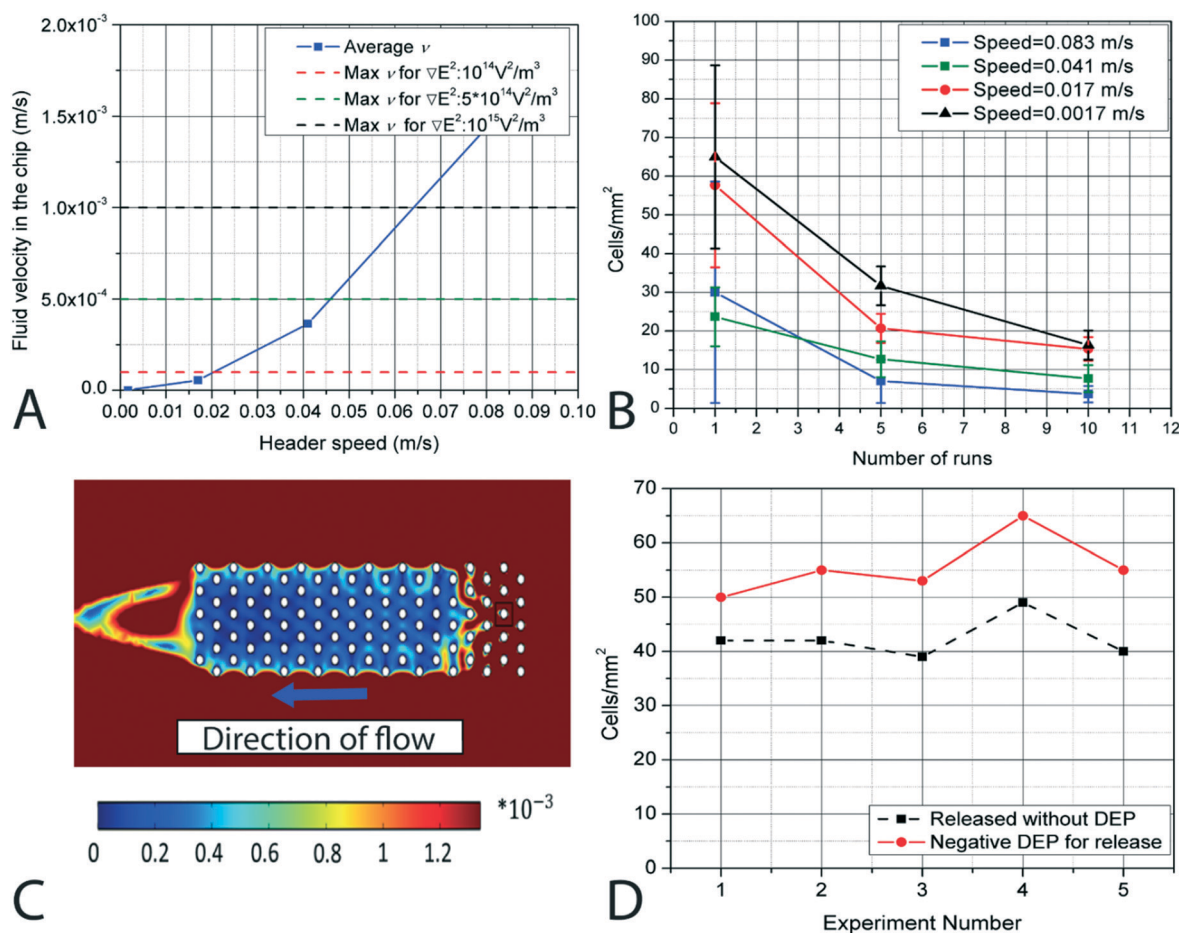 2.0x10⁻³
1.5x10⁻³
1.0x10⁻³
5.0x10⁻⁴
0.0
Fluid velocity in the chip (m/s)
Average ν
Max ν for ▽E²:10¹⁴V²/m³
Max ν for ▽E²:5*10¹⁴V²/m³
Max ν for ▽E²:10¹⁵V²/m³
0.00 0.01 0.02 0.03 0.04 0.05 0.06 0.07 0.08 0.09 0.10
Header speed (m/s)
A
100
90
80
70
60
50
40
30
20
10
0
Cells/mm²
Speed=0.083 m/s
Speed=0.041 m/s
Speed=0.017 m/s
Speed=0.0017 m/s
0 1 2 3 4 5 6 7 8 9 10 11 12
Number of runs
B
Direction of flow
*10⁻³
0 0.2 0.4 0.6 0.8 1 1.2
C
70
60
50
40
30
20
10
0
Cells/mm²
Released without DEP
Negative DEP for release
1 2 3 4 5
Experiment Number
D